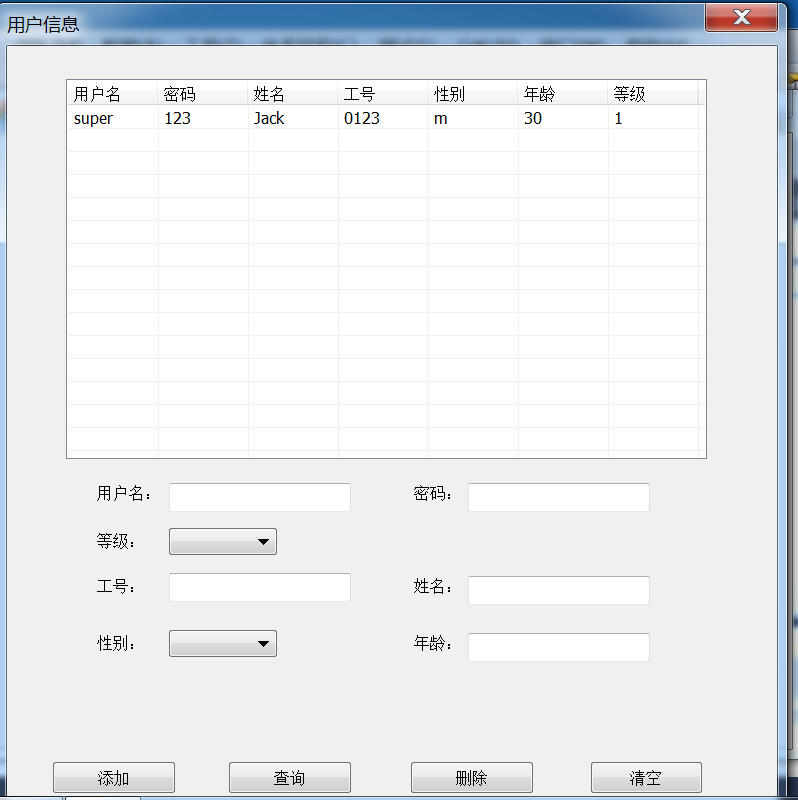 用户信息
用户名 密码 姓名 工号 性别 年龄 等级
super 123 Jack 0123 m 30 1
用户名： 密码：
等级：
工号： 姓名：
性别： 年龄：
添加 查询 删除 清空